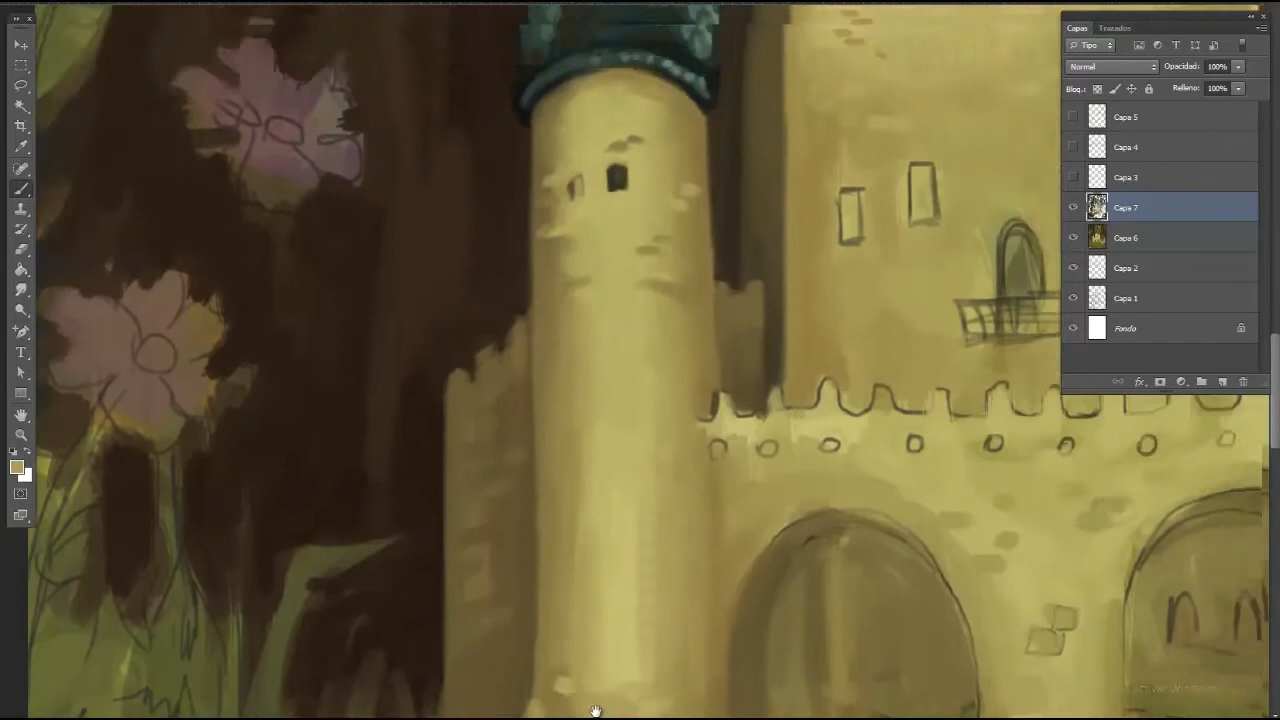 Capas Trazados
Tipo
Normal Opacidad: 100%
Bloq.: Relleno: 100%
Capa 5
Capa 4
Capa 3
Capa 7
Capa 6
Capa 2
Capa 1
Fondo